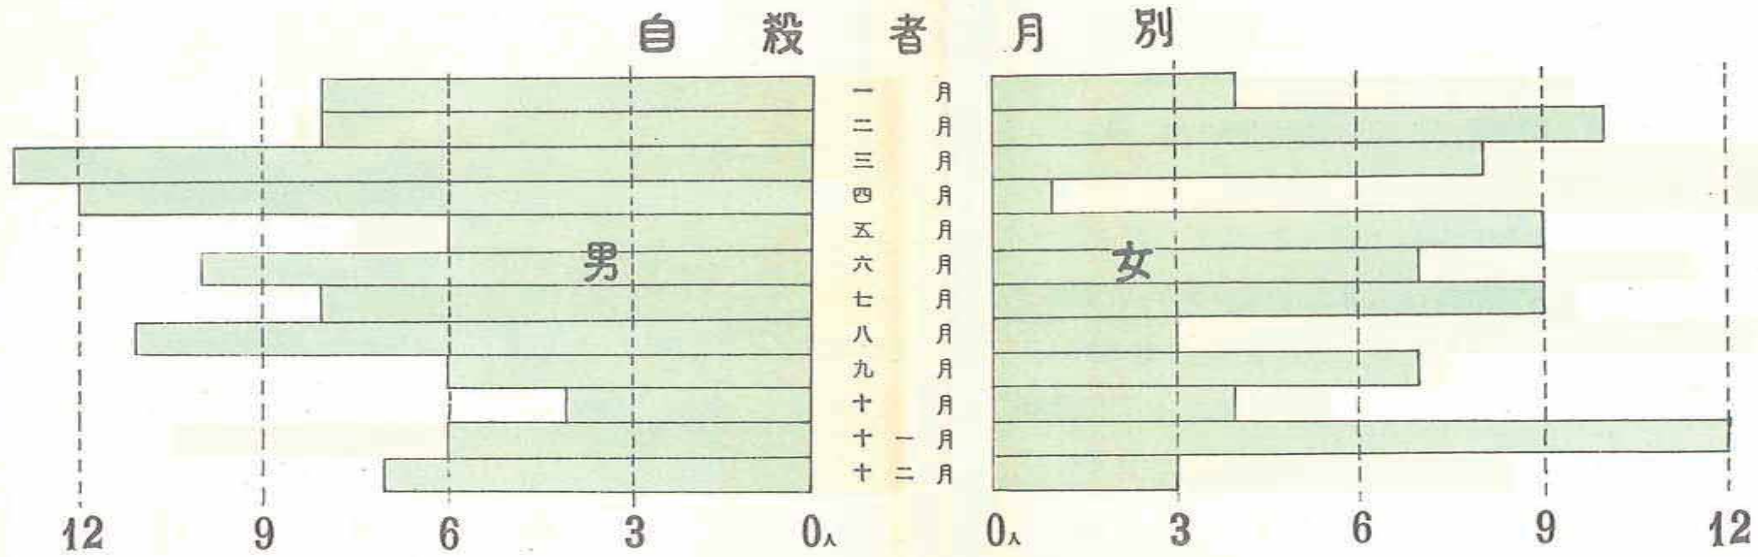 自殺者月別
一月
二月
三月
四月
五月
六月
七月
八月
九月
十月
十一月
十二月
男
女
12 9 6 3 0人
0人 3 6 9 12